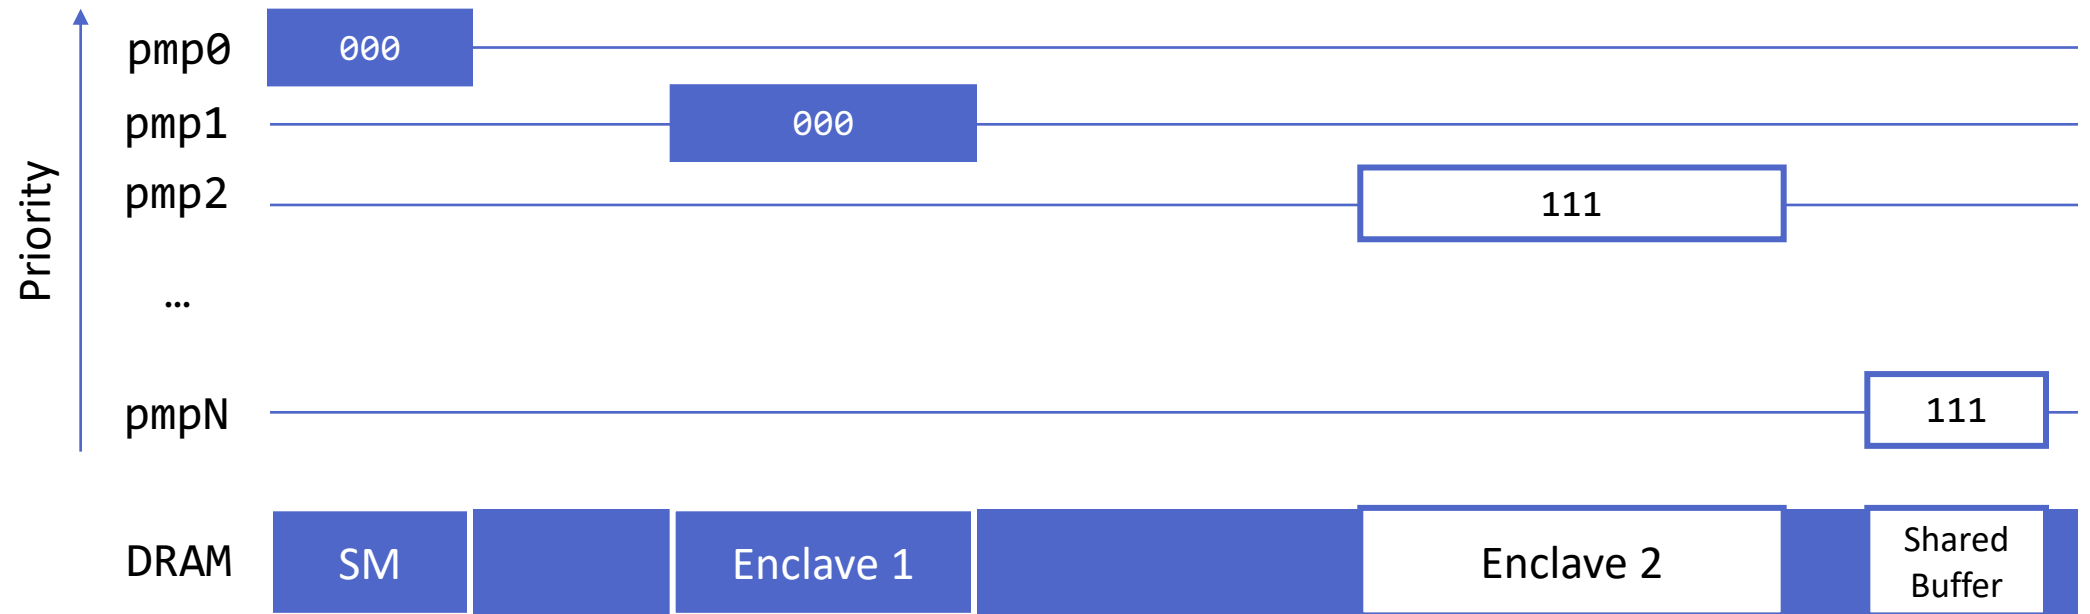 Priority
pmp0
000
pmp1
000
pmp2
111
…
pmpN
111
DRAM
SM
Enclave 1
Enclave 2
Shared
Buffer